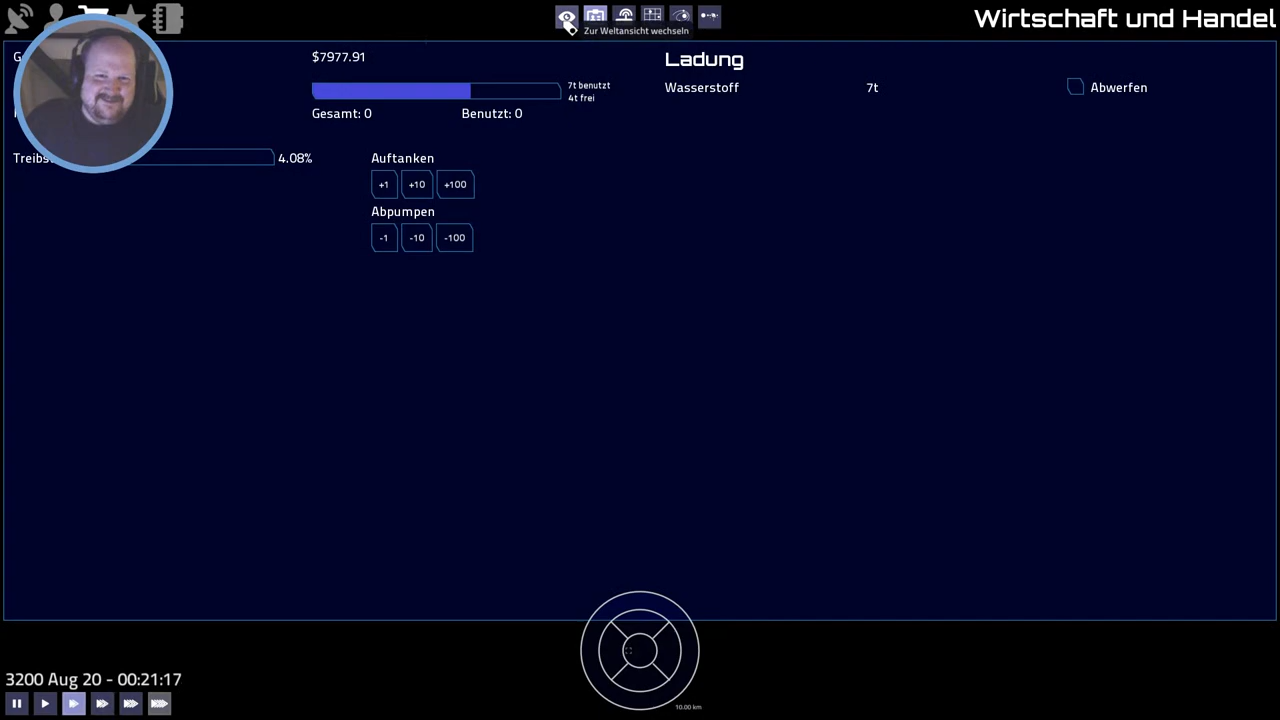 Wirtschaft und Handel
Zur Weltansicht wechseln
$7977.91
7t benutzt
4t frei
Gesamt: 0
Benutzt: 0
4.08%
Auftanken
+1
+10
+100
Abpumpen
-1
-10
-100
Ladung
Wasserstoff
7t
Abwerfen
10.00 km
3200 Aug 20 - 00:21:17